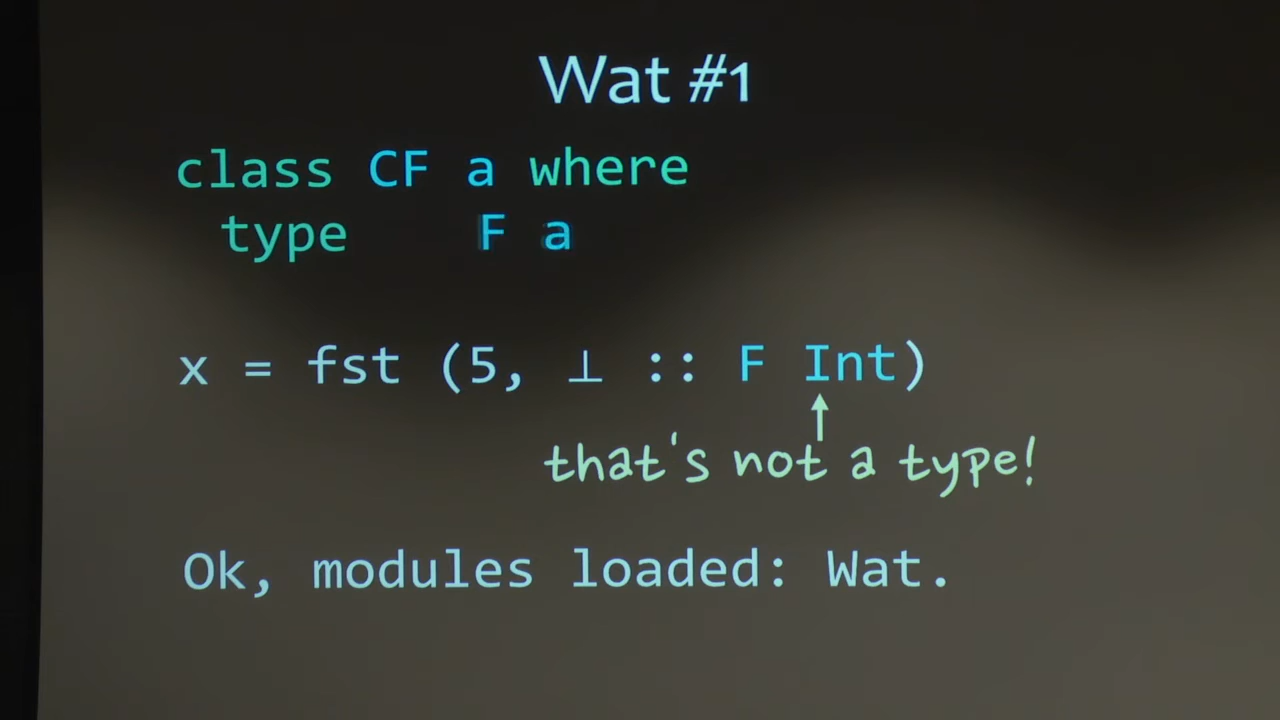 Wat #1
class CF a where
type F a
x = fst (5, ⊥ :: F Int)
that's not a type!
Ok, modules loaded: Wat.